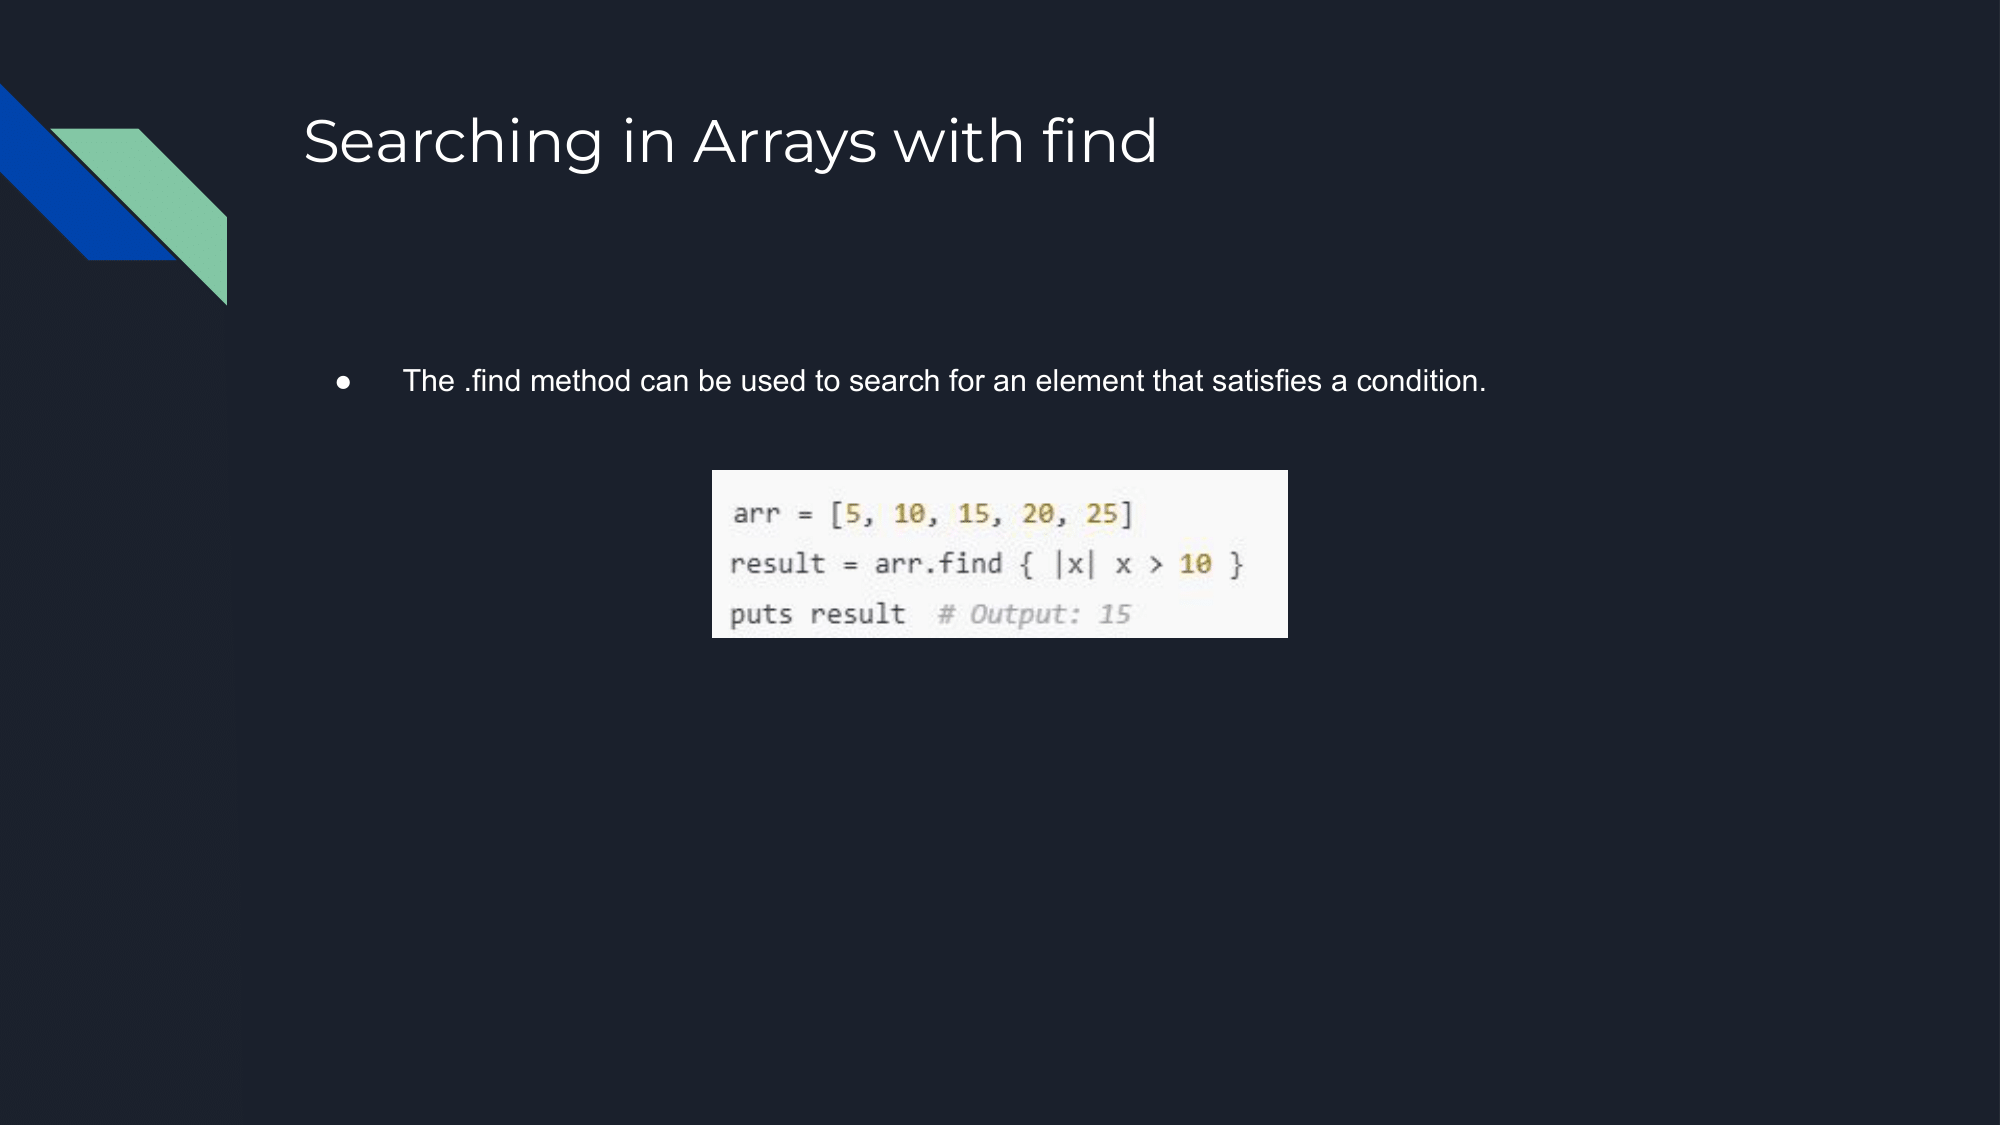 Searching in Arrays with find
● The .find method can be used to search for an element that satisfies a condition.
arr = [5, 10, 15, 20, 25]
result = arr.find { |x| x > 10 }
puts result  # Output: 15